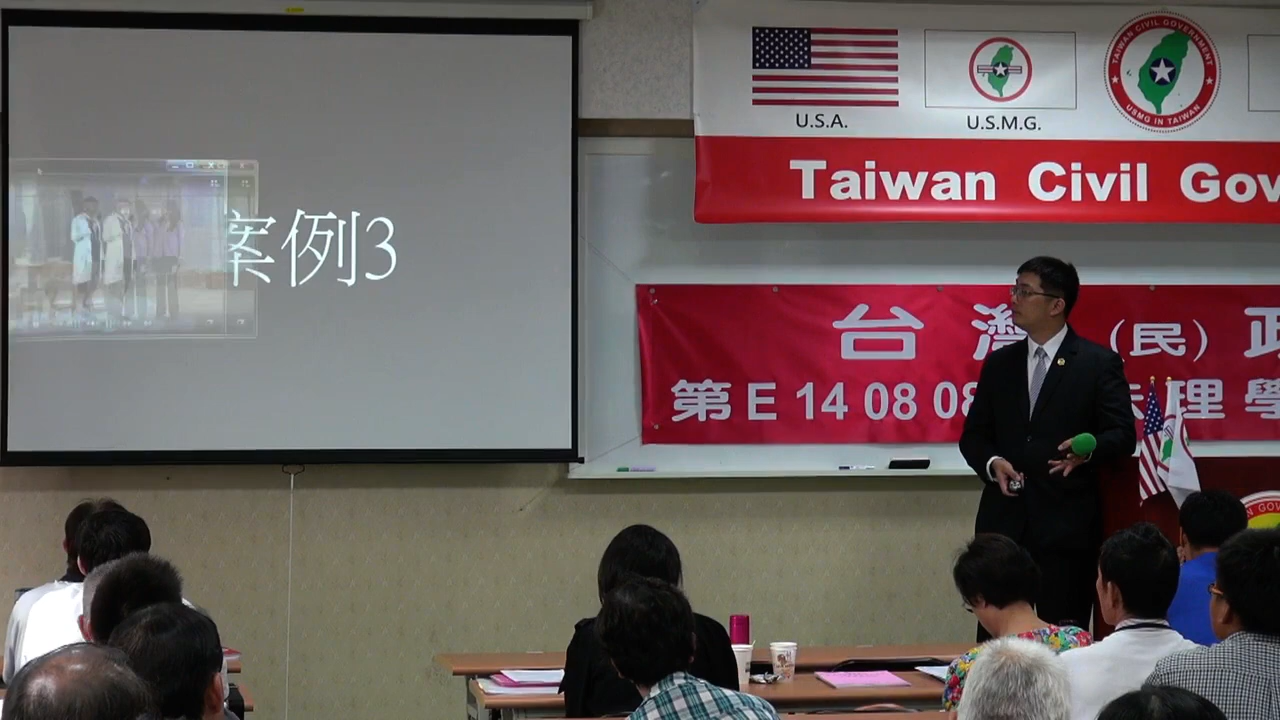 案例3
U.S.A.
U.S.M.G.
TAIWAN CIVIL GOVERNMENT
USMG IN TAIWAN
Taiwan Civil Gov
台灣(民)政
第E 14 08 08
理學